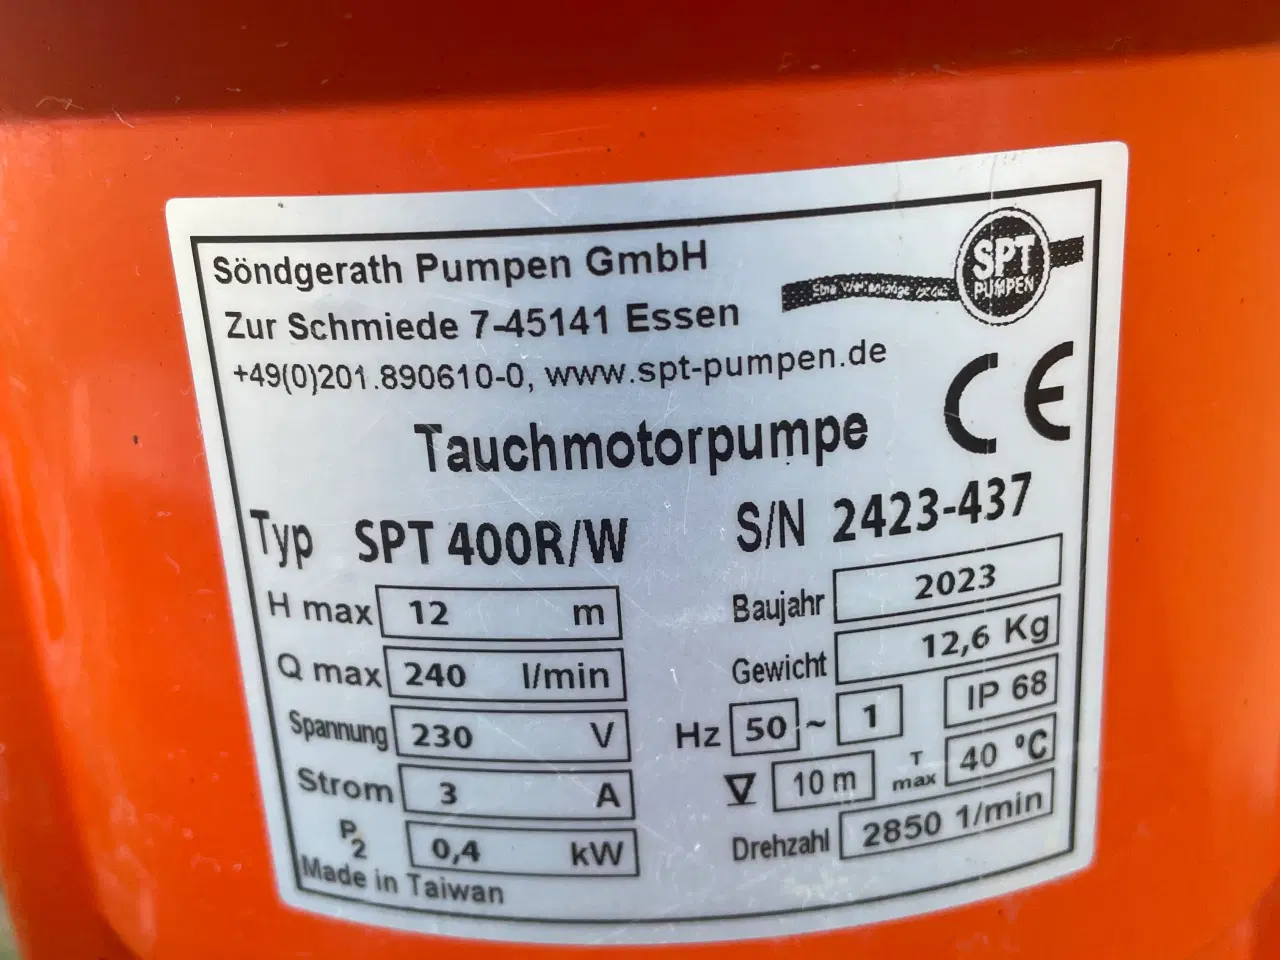 Söndgerath Pumpen GmbH
Zur Schmiede 7-45141 Essen
+49(0)201.890610-0, www.spt-pumpen.de
SPT
PUMPEN
CE
Tauchmotorpumpe
Typ SPT 400R/W
S/N 2423-437
H max 12 m
Q max 240 l/min
Spannung 230 V
Strom 3 A
P2 0,4 kW
Made in Taiwan
Baujahr 2023
Gewicht 12,6 Kg
Hz 50 ~ 1 IP 68
10 m T max 40 °C
Drehzahl 2850 1/min